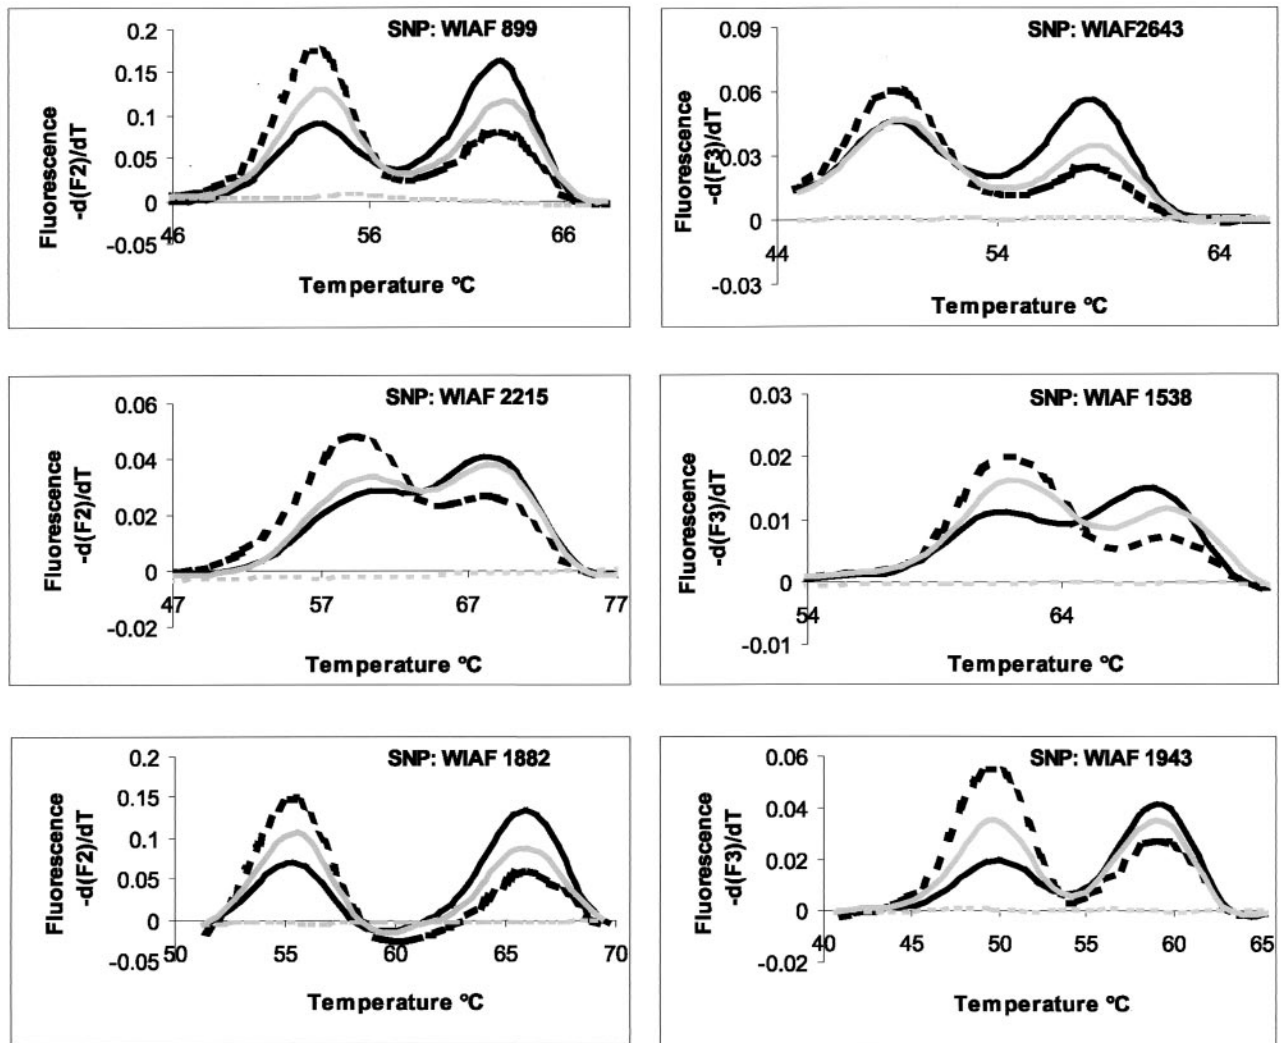 SNP: WIAF 899
0.2
0.15
0.1
0.05
0
-0.05
46
56
66
Fluorescence
-d(F2)/dT
Temperature °C
SNP: WIAF2643
0.09
0.06
0.03
0
-0.03
44
54
64
Fluorescence
-d(F3)/dT
Temperature °C
SNP: WIAF 2215
0.06
0.04
0.02
0
-0.02
47
57
67
77
Fluorescence
-d(F2)/dT
Temperature °C
SNP: WIAF 1538
0.03
0.02
0.01
0
-0.01
54
64
Fluorescence
-d(F3)/dT
Temperature °C
SNP: WIAF 1882
0.2
0.15
0.1
0.05
0
-0.05
50
55
60
65
70
Fluorescence
-d(F2)/dT
Temperature °C
SNP: WIAF 1943
0.06
0.04
0.02
0
-0.02
40
45
50
55
60
65
Fluorescence
-d(F3)/dT
Temperature °C